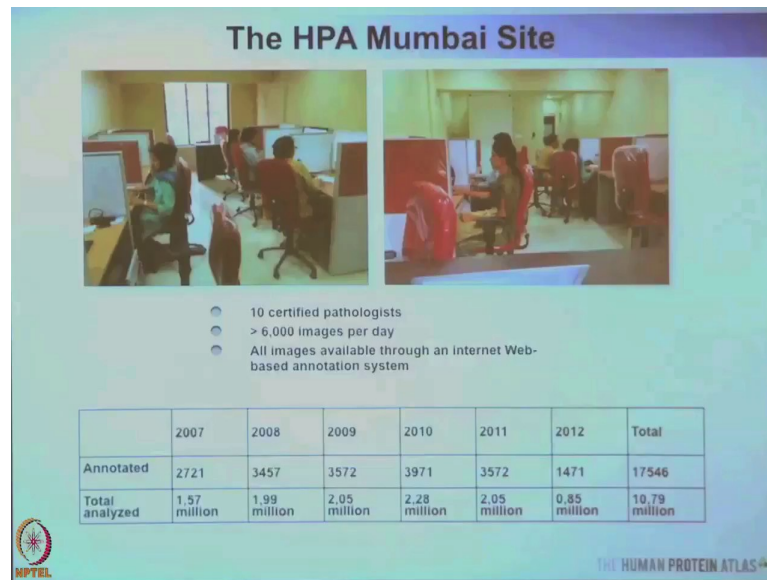 The HPA Mumbai Site
10 certified pathologists
> 6,000 images per day
All images available through an internet Web-
based annotation system
2007 2008 2009 2010 2011 2012 Total
Annotated 2721 3457 3572 3971 3572 1471 17546
Total analyzed 1,57 million 1,99 million 2,05 million 2,28 million 2,05 million 0,85 million 10,79 million
NPTEL
THE HUMAN PROTEIN ATLAS